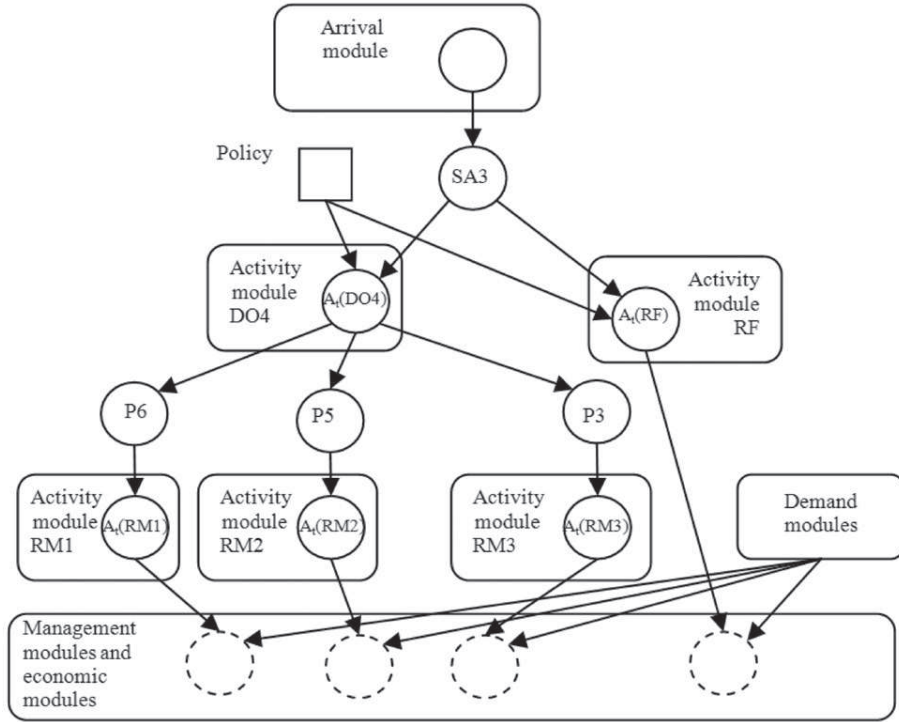 Arrival
module
Policy
SA3
Activity
module
DO4
Aₜ(DO4)
Activity
module
RF
Aₜ(RF)
P6
P5
P3
Activity
module
RM1
Aₜ(RM1)
Activity
module
RM2
Aₜ(RM2)
Activity
module
RM3
Aₜ(RM3)
Demand
modules
Management
modules and
economic
modules